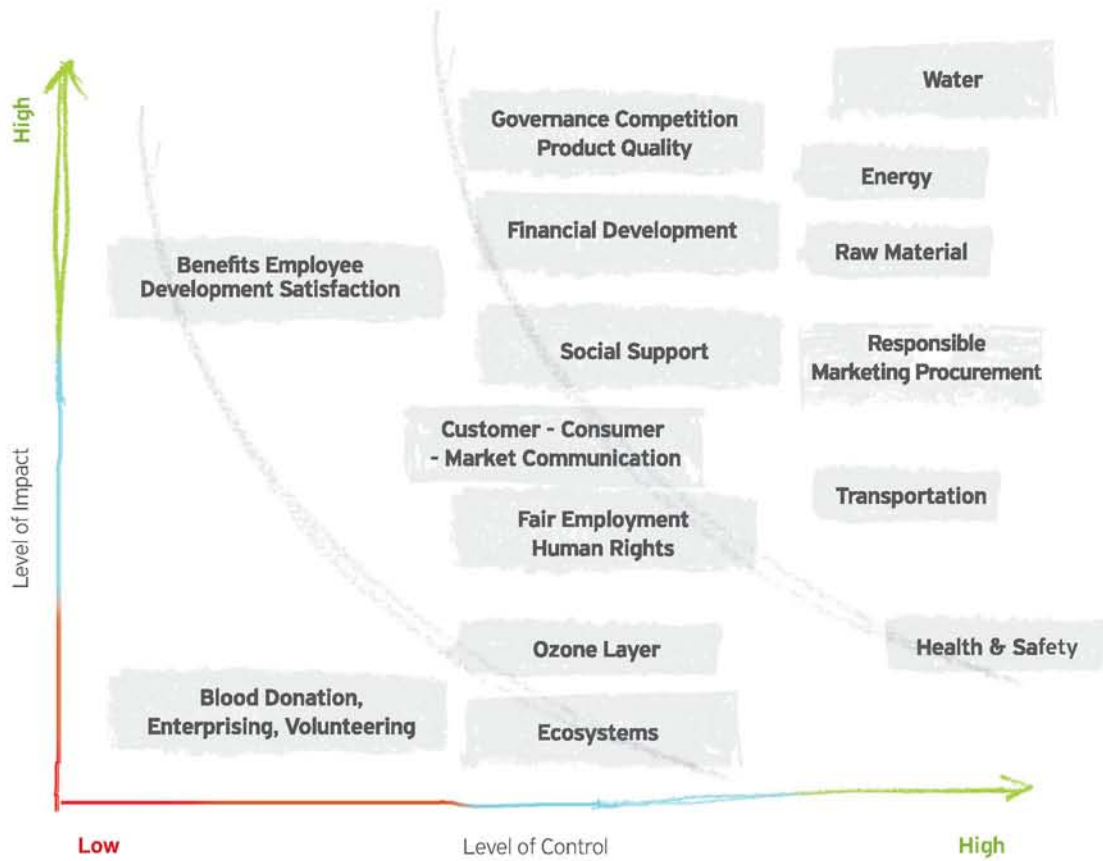 High
Water
Governance Competition
Product Quality
Energy
Financial Development
Raw Material
Benefits Employee
Development Satisfaction
Social Support
Responsible
Marketing Procurement
Customer - Consumer
- Market Communication
Level of Impact
Transportation
Fair Employment
Human Rights
Ozone Layer
Health & Safety
Blood Donation,
Enterprising, Volunteering
Ecosystems
Low
Level of Control
High